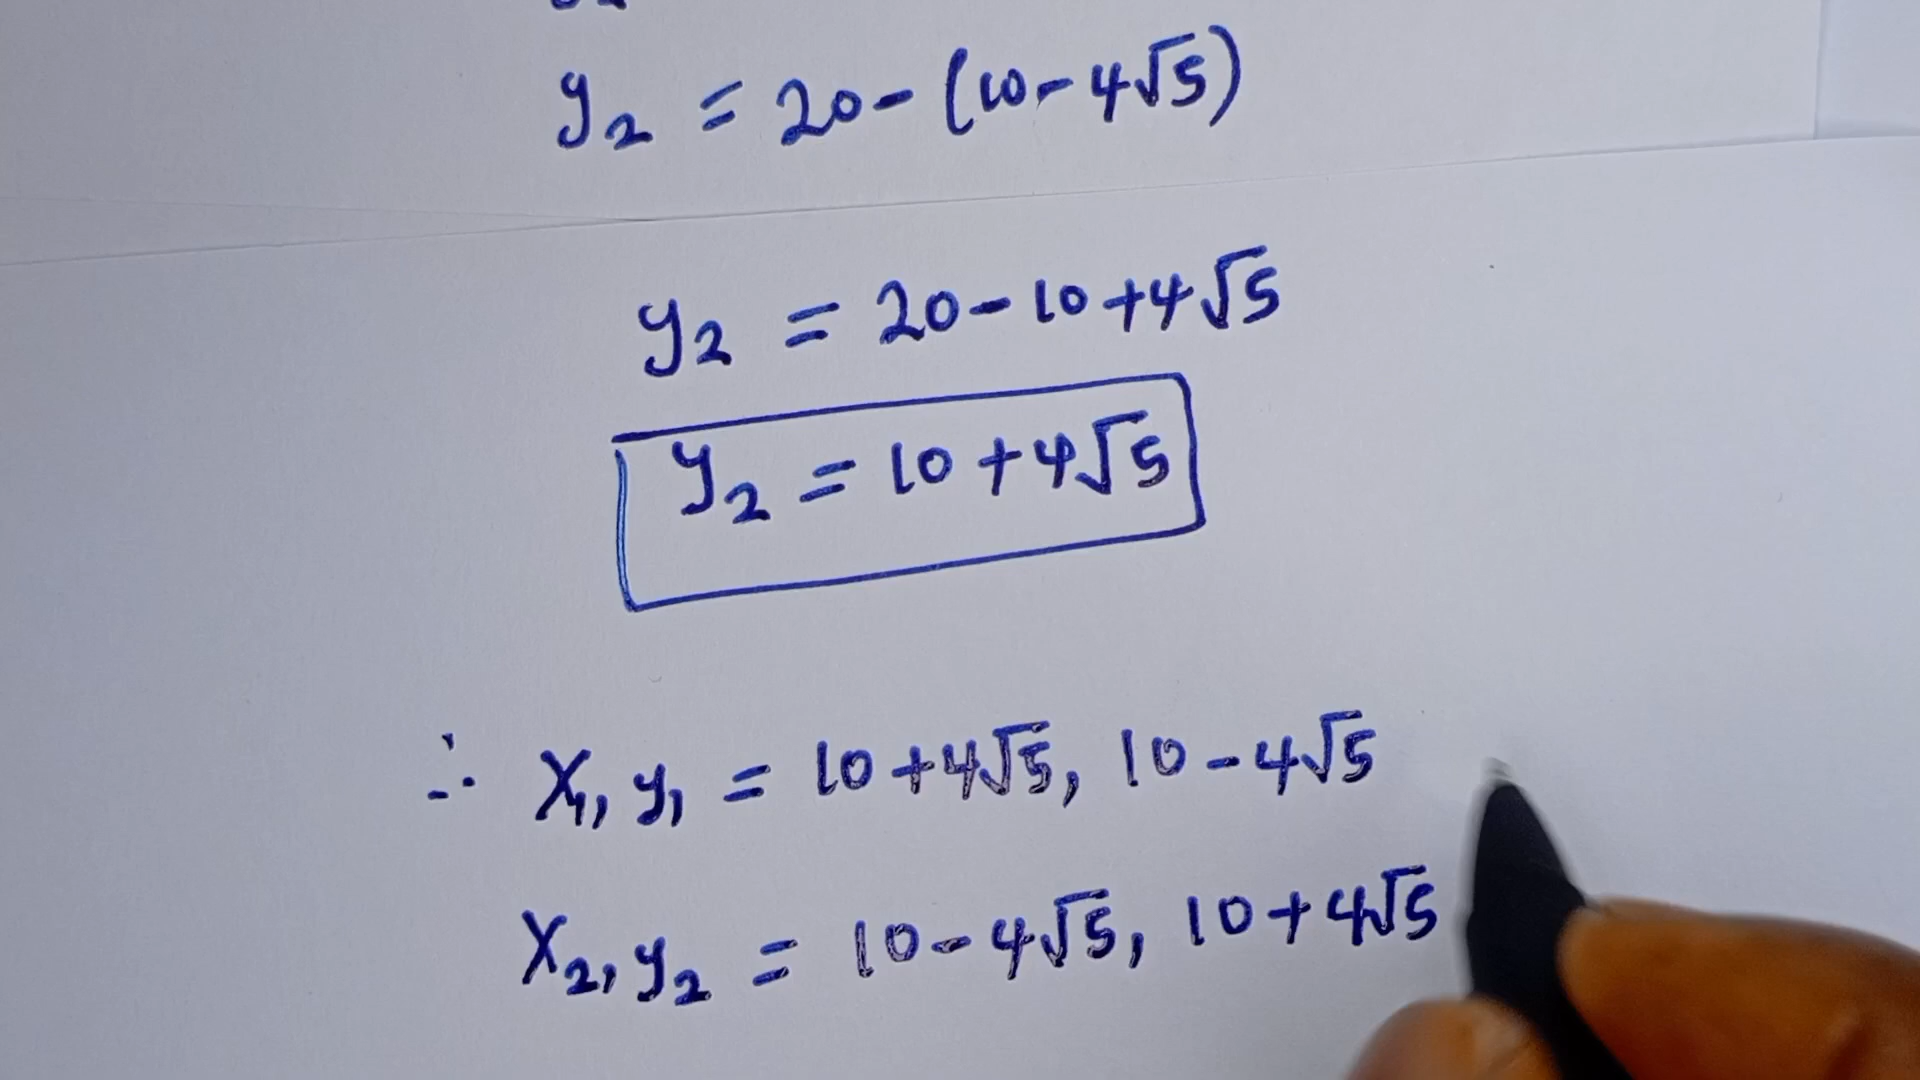 y₂ = 20-(10-4√5)
y₂ = 20-10+4√5
y₂ = 10+4√5
∴ x₁, y₁ = 10+4√5, 10-4√5
x₂, y₂ = 10-4√5, 10+4√5